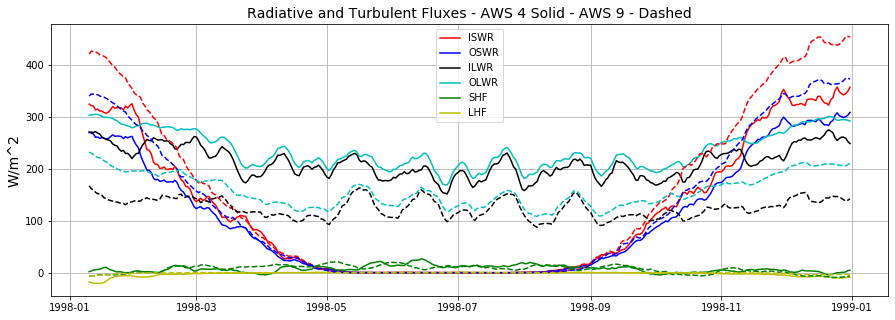 Radiative and Turbulent Fluxes - AWS 4 Solid - AWS 9 - Dashed
W/m^2
400
300
200
100
0
ISWR
OSWR
ILWR
OLWR
SHF
LHF
1998-01
1998-03
1998-05
1998-07
1998-09
1998-11
1999-01